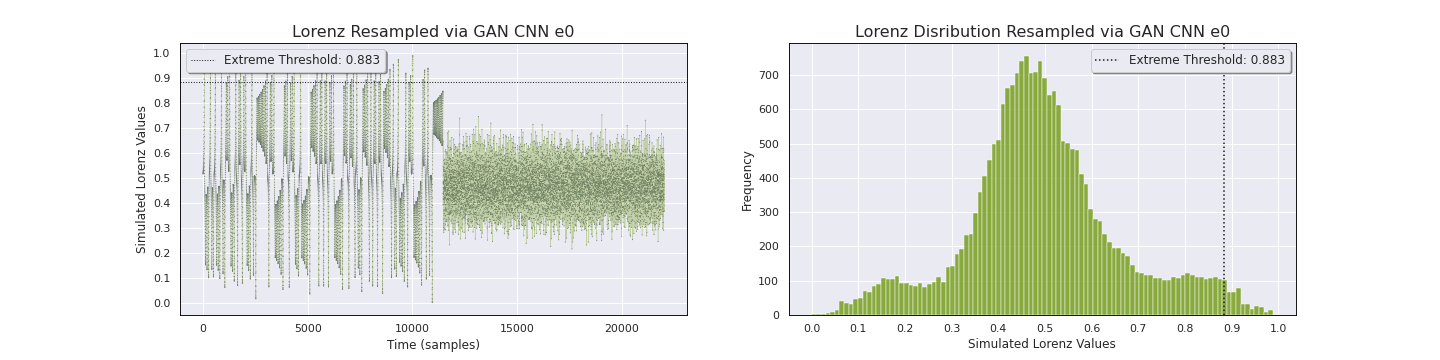 Lorenz Resampled via GAN CNN e0
Extreme Threshold: 0.883
Simulated Lorenz Values
1.0
0.9
0.8
0.7
0.6
0.5
0.4
0.3
0.2
0.1
0.0
0 5000 10000 15000 20000
Time (samples)
Lorenz Disribution Resampled via GAN CNN e0
Extreme Threshold: 0.883
Frequency
700
600
500
400
300
200
100
0
0.0 0.1 0.2 0.3 0.4 0.5 0.6 0.7 0.8 0.9 1.0
Simulated Lorenz Values